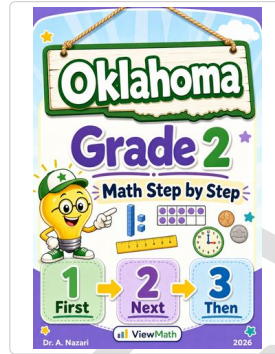 Oklahoma
Grade 2
Math Step by Step
1 2 3
First Next Then
Dr. A. Nazari ViewMath 2026